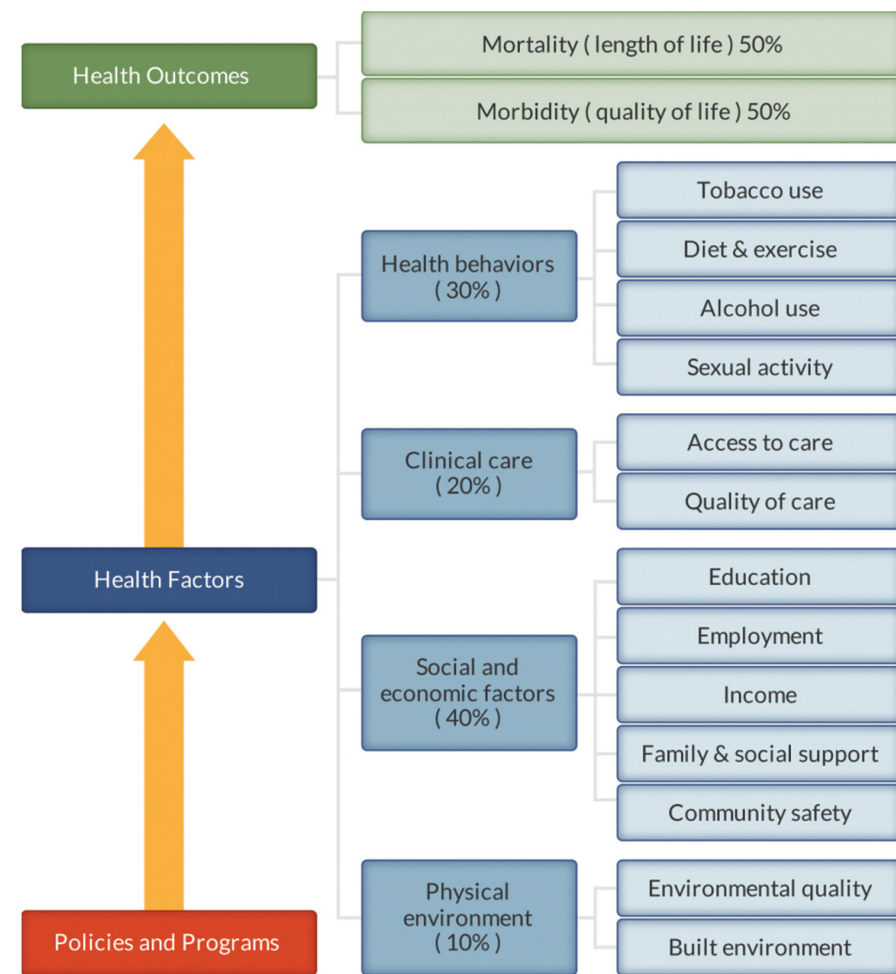 Health Outcomes
Mortality ( length of life ) 50%
Morbidity ( quality of life ) 50%
Health behaviors
( 30% )
Tobacco use
Diet & exercise
Alcohol use
Sexual activity
Clinical care
( 20% )
Access to care
Quality of care
Health Factors
Social and
economic factors
( 40% )
Education
Employment
Income
Family & social support
Community safety
Physical
environment
( 10% )
Environmental quality
Built environment
Policies and Programs